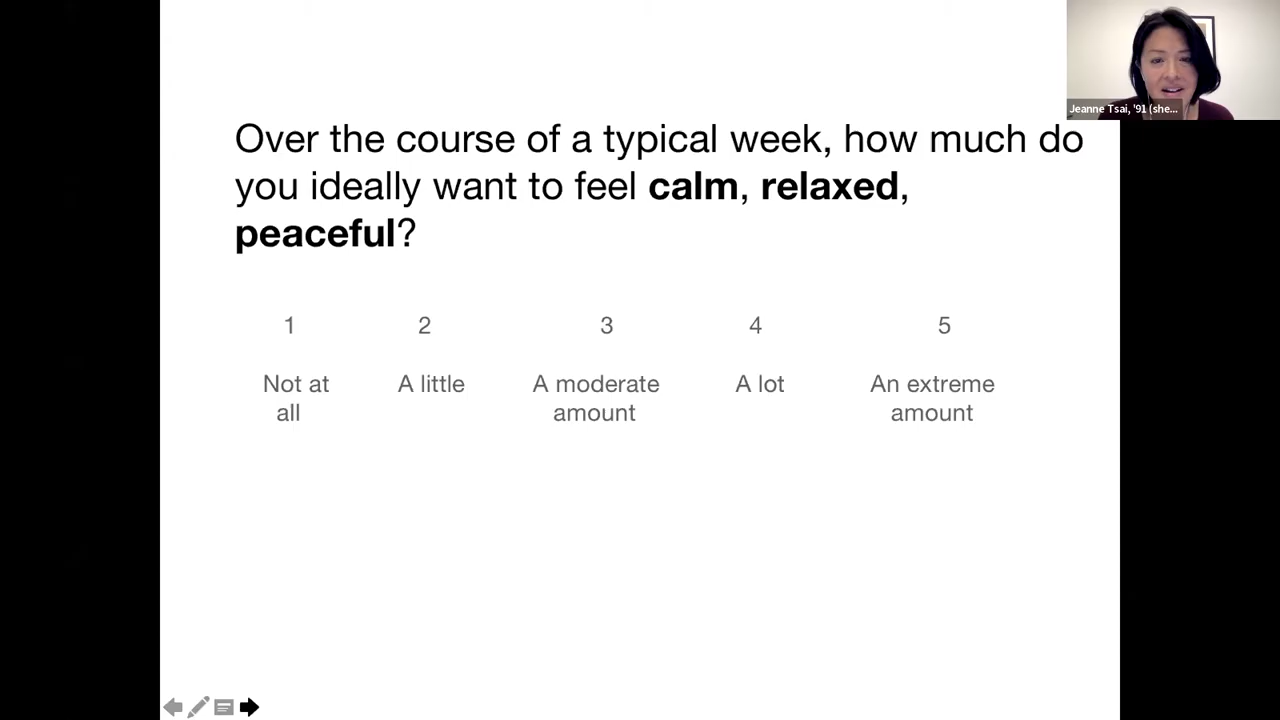 Jeanne Tsai, '91 (she...
Over the course of a typical week, how much do
you ideally want to feel calm, relaxed,
peaceful?
1 2 3 4 5
Not at A little A moderate A lot An extreme
all amount amount